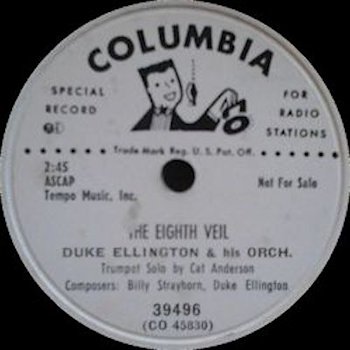 COLUMBIA
SPECIAL
RECORD
FOR
RADIO
STATIONS
Trade Mark Reg. U.S. Pat. Off.
2:45
ASCAP
Tempo Music, Inc.
Not For Sale
THE EIGHTH VEIL
DUKE ELLINGTON & his ORCH.
Trumpet Solo by Cat Anderson
Composers: Billy Strayhorn, Duke Ellington
39496
(CO 45830)